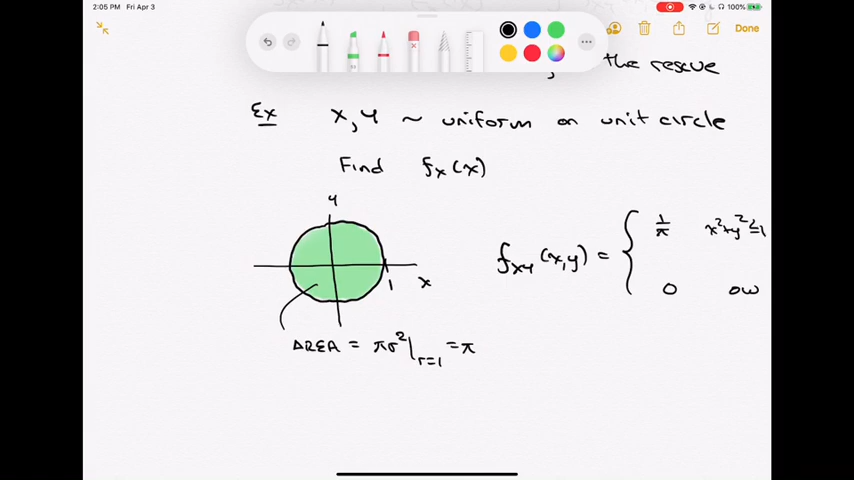 2:05 PM Fri Apr 3
100%
Done
the rescue
Ex x, y ~ uniform on unit circle
Find fx(x)
y
1 x
fxy(x,y) = { 1/π x²+y²≤1
0 ow
AREA = πr²|r=1 = π